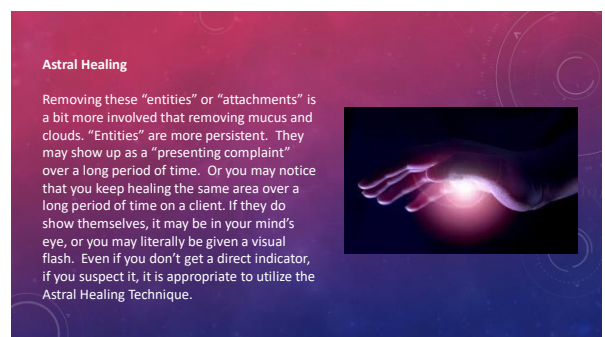 Astral Healing
Removing these “entities” or “attachments” is
a bit more involved that removing mucus and
clouds. “Entities” are more persistent.  They
may show up as a “presenting complaint”
over a long period of time.  Or you may notice
that you keep healing the same area over a
long period of time on a client. If they do
show themselves, it may be in your mind’s
eye, or you may literally be given a visual
flash.  Even if you don’t get a direct indicator,
if you suspect it, it is appropriate to utilize the
Astral Healing Technique.